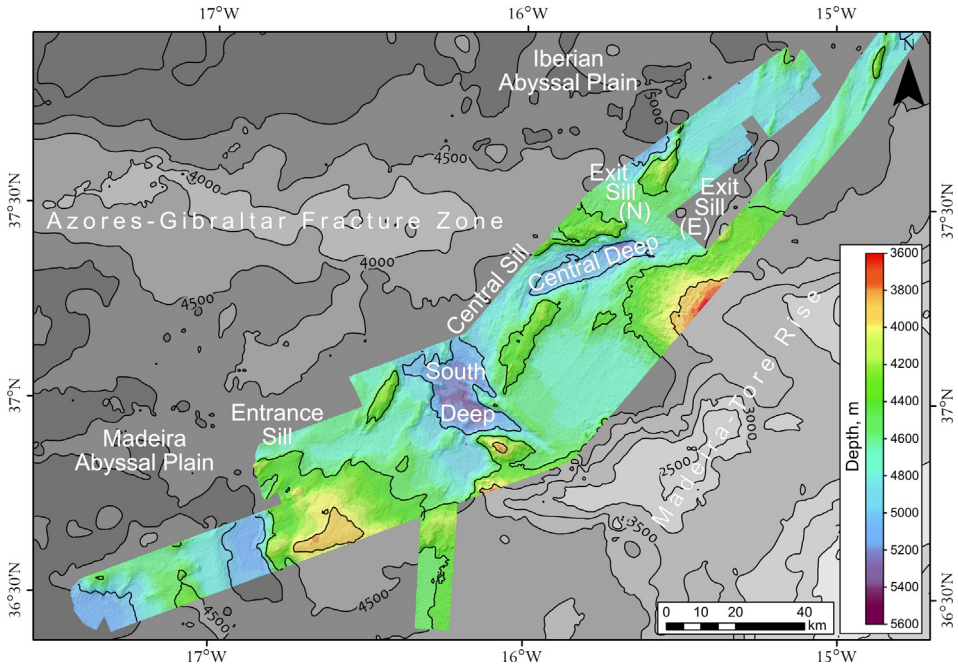 17°W
16°W
15°W
N
Iberian
Abyssal Plain
5000
4500
4000
Exit
Sill
(N)
Exit
Sill
(E)
37°30'N
37°30'N
Azores-Gibraltar Fracture Zone
4000
4500
Central Sill
Central Deep
Madeira-Tore Rise
South
Deep
37°N
37°N
Entrance
Sill
Madeira
Abyssal Plain
3000
2500
3500
4500
4500
36°30'N
36°30'N
Depth, m
3600
3800
4000
4200
4400
4600
4800
5000
5200
5400
5600
0 10 20 40
km
17°W
16°W
15°W